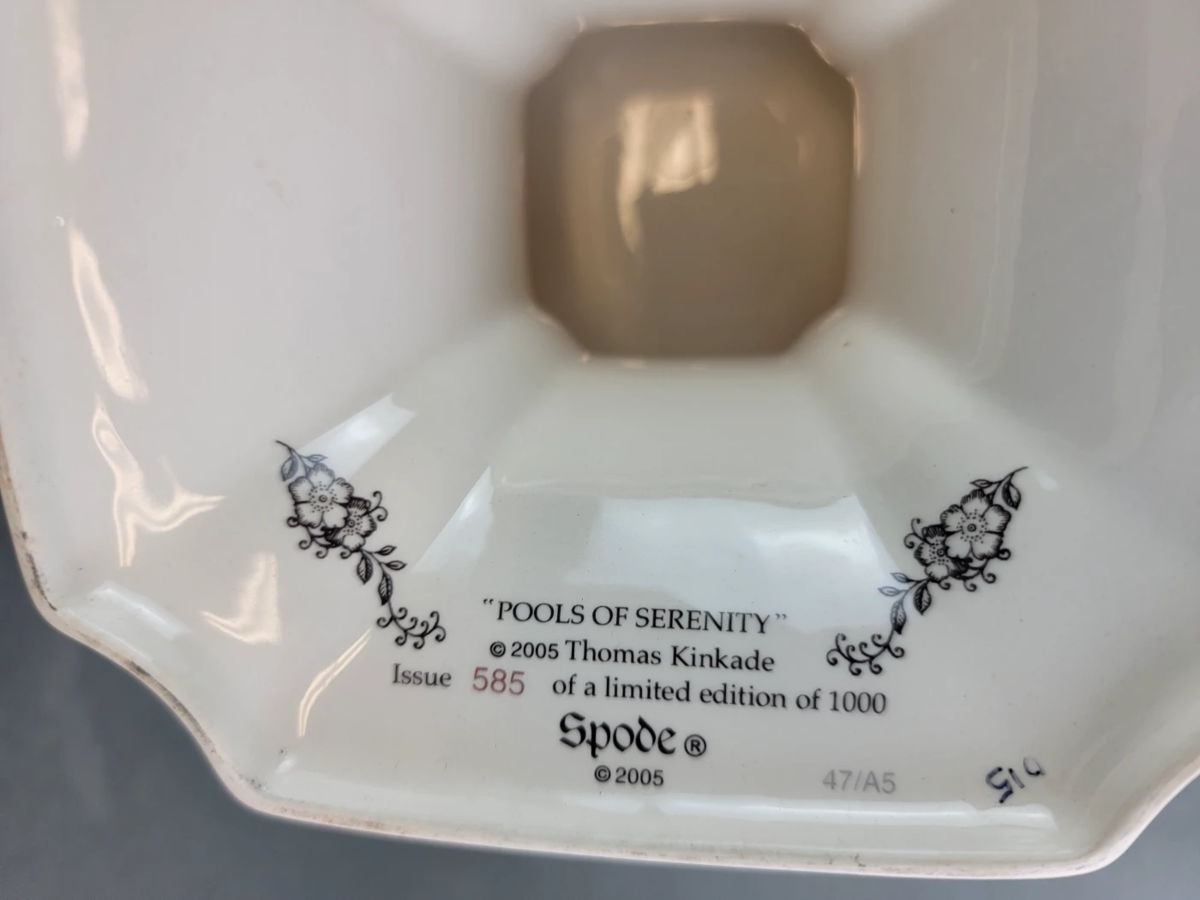 "POOLS OF SERENITY"
© 2005 Thomas Kinkade
Issue 585 of a limited edition of 1000
Spode ®
© 2005
47/A5